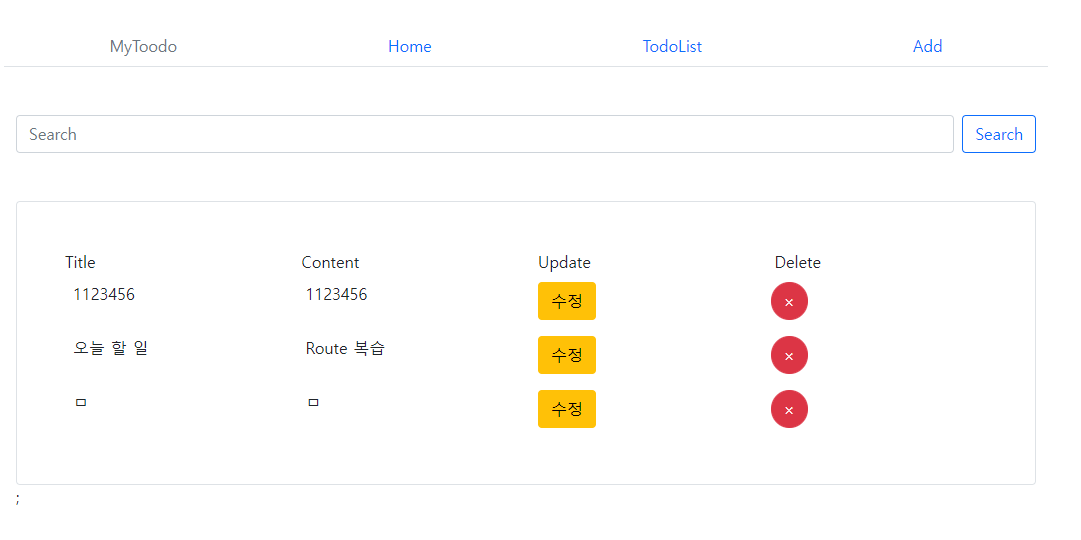 MyToodo Home TodoList Add
Search Search
Title Content Update Delete
1123456 1123456 수정 ×
오늘 할 일 Route 복습 수정 ×
ㅁ ㅁ 수정 ×
;